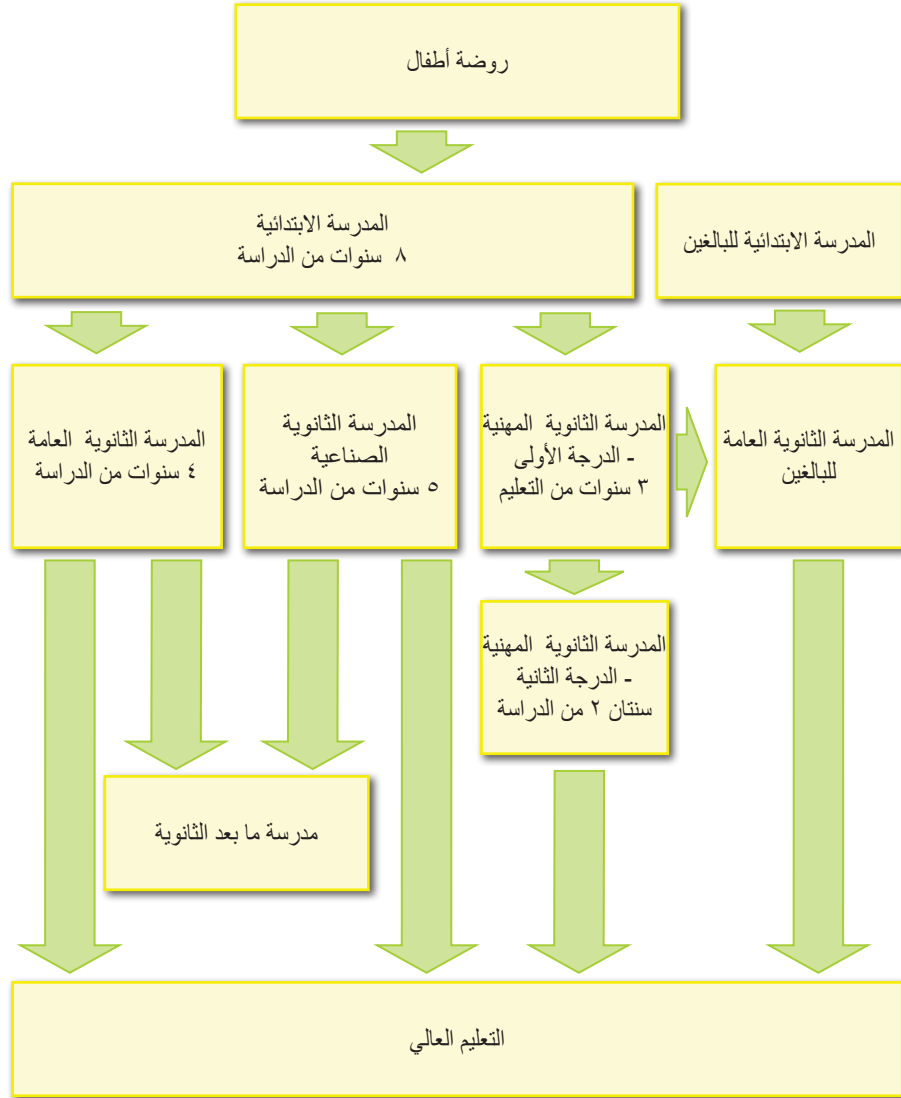 روضة أطفال
المدرسة الابتدائية
٨ سنوات من الدراسة
المدرسة الابتدائية للبالغين
المدرسة الثانوية العامة
٤ سنوات من الدراسة
المدرسة الثانوية
الصناعية
٥ سنوات من الدراسة
المدرسة الثانوية المهنية
- الدرجة الأولى
٣ سنوات من التعليم
المدرسة الثانوية العامة
للبالغين
المدرسة الثانوية المهنية
- الدرجة الثانية
سنتان ٢ من الدراسة
مدرسة ما بعد الثانوية
التعليم العالي